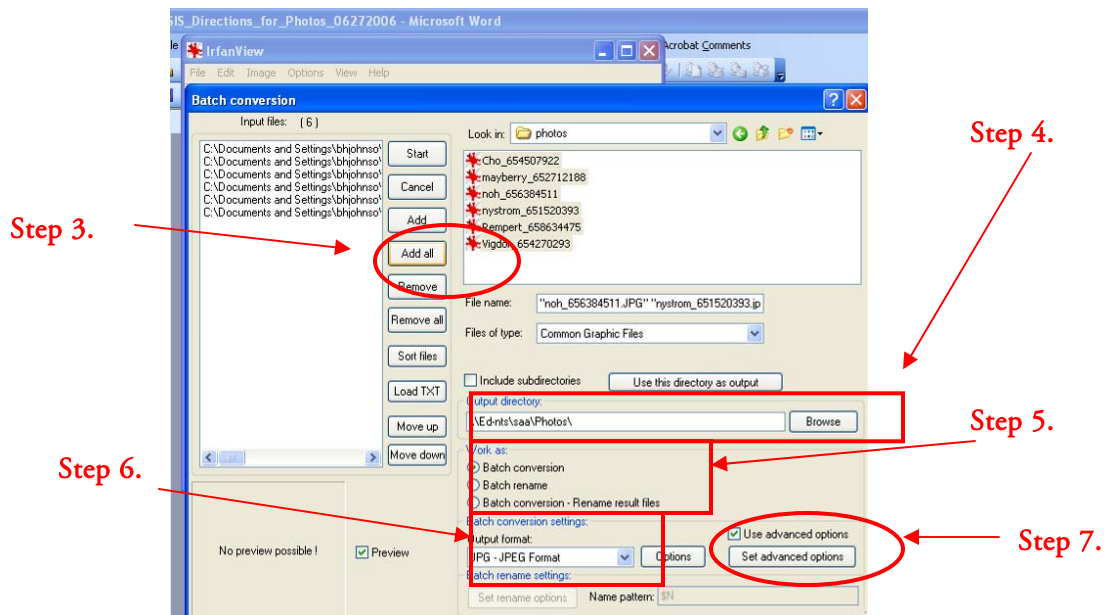 SIS_Directions_for_Photos_06272006 - Microsoft Word
IrfanView
Acrobat Comments
File Edit Image Options View Help
Batch conversion
Input files: (6)
C:\Documents and Settings\bhjohnso\
C:\Documents and Settings\bhjohnso\
C:\Documents and Settings\bhjohnso\
C:\Documents and Settings\bhjohnso\
C:\Documents and Settings\bhjohnso\
C:\Documents and Settings\bhjohnso\
Start
Cancel
Add
Add all
Remove
Remove all
Sort files
Load TXT
Move up
Move down
Look in: photos
Cho_654507922
mayberry_652712188
noh_656384511
nystrom_651520393
Rempert_658634475
Vigdor_654270293
File name: "noh_656384511.JPG" "nystrom_651520393.jp
Files of type: Common Graphic Files
Include subdirectories
Use this directory as output
Output directory:
\Ed-nts\saa\Photos\
Browse
Work as:
Batch conversion
Batch rename
Batch conversion - Rename result files
Batch conversion settings:
Output format:
JPG - JPEG Format
Options
Use advanced options
Set advanced options
Batch rename settings:
Set rename options
Name pattern: $N
No preview possible !
Preview
Step 3.
Step 4.
Step 5.
Step 6.
Step 7.